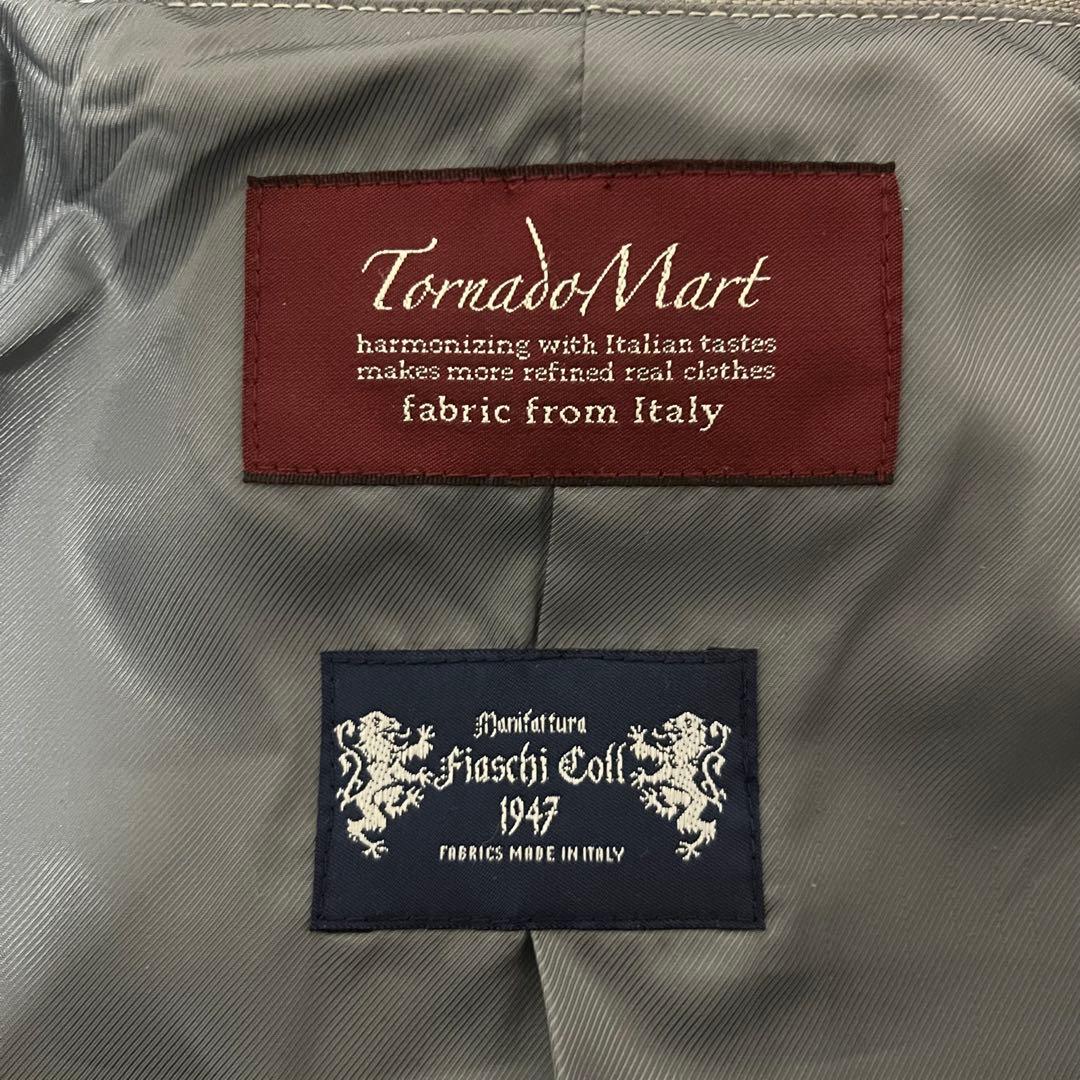 TornadoMart
harmonizing with Italian tastes
makes more refined real clothes
fabric from Italy
Manifattura
Fiaschi Coll
1947
FABRICS MADE IN ITALY